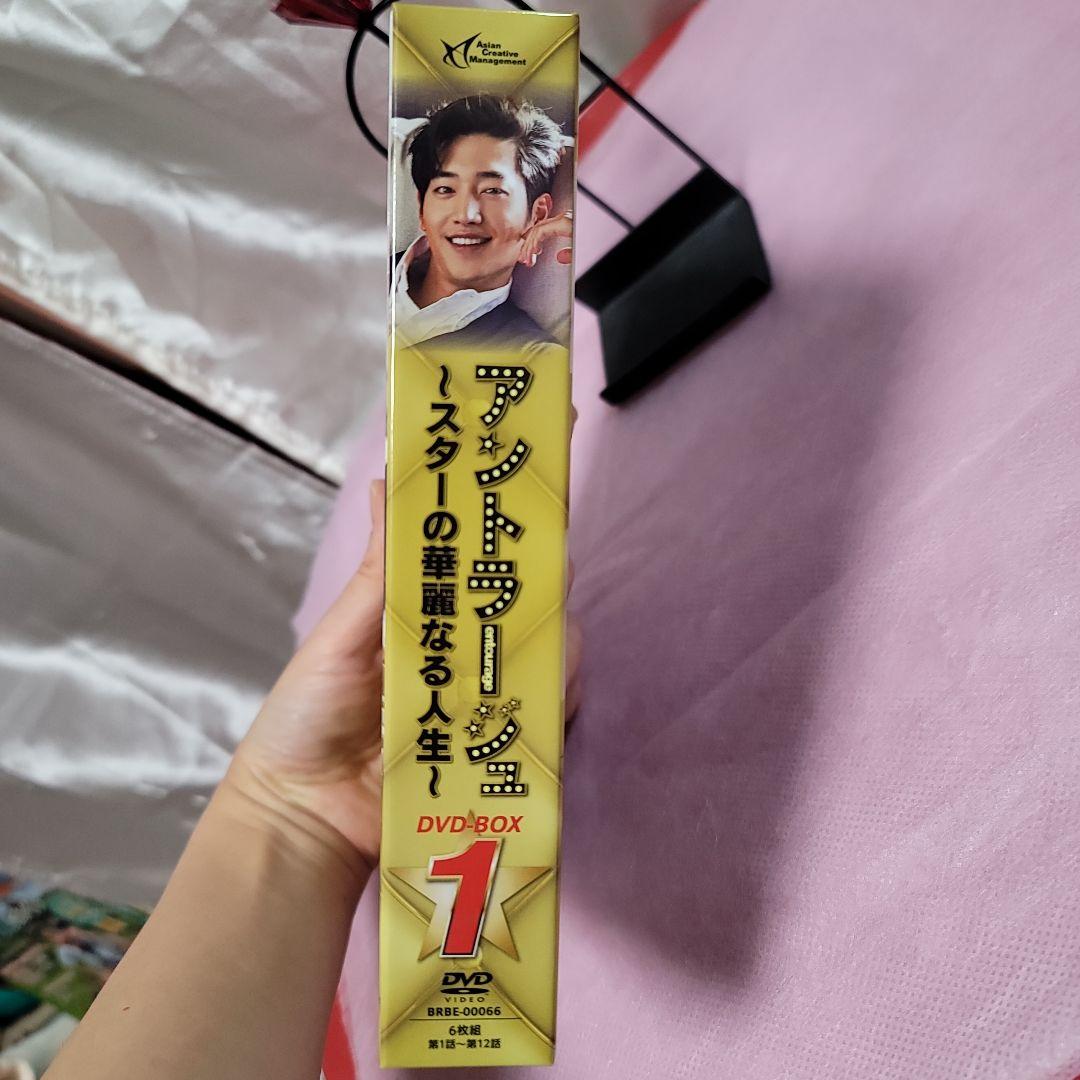 Asian
Creative
Management
アントラージュ
entourage
~スターの華麗なる人生~
DVD-BOX
1
DVD
VIDEO
BRBE-00066
6枚組
第1話~第12話